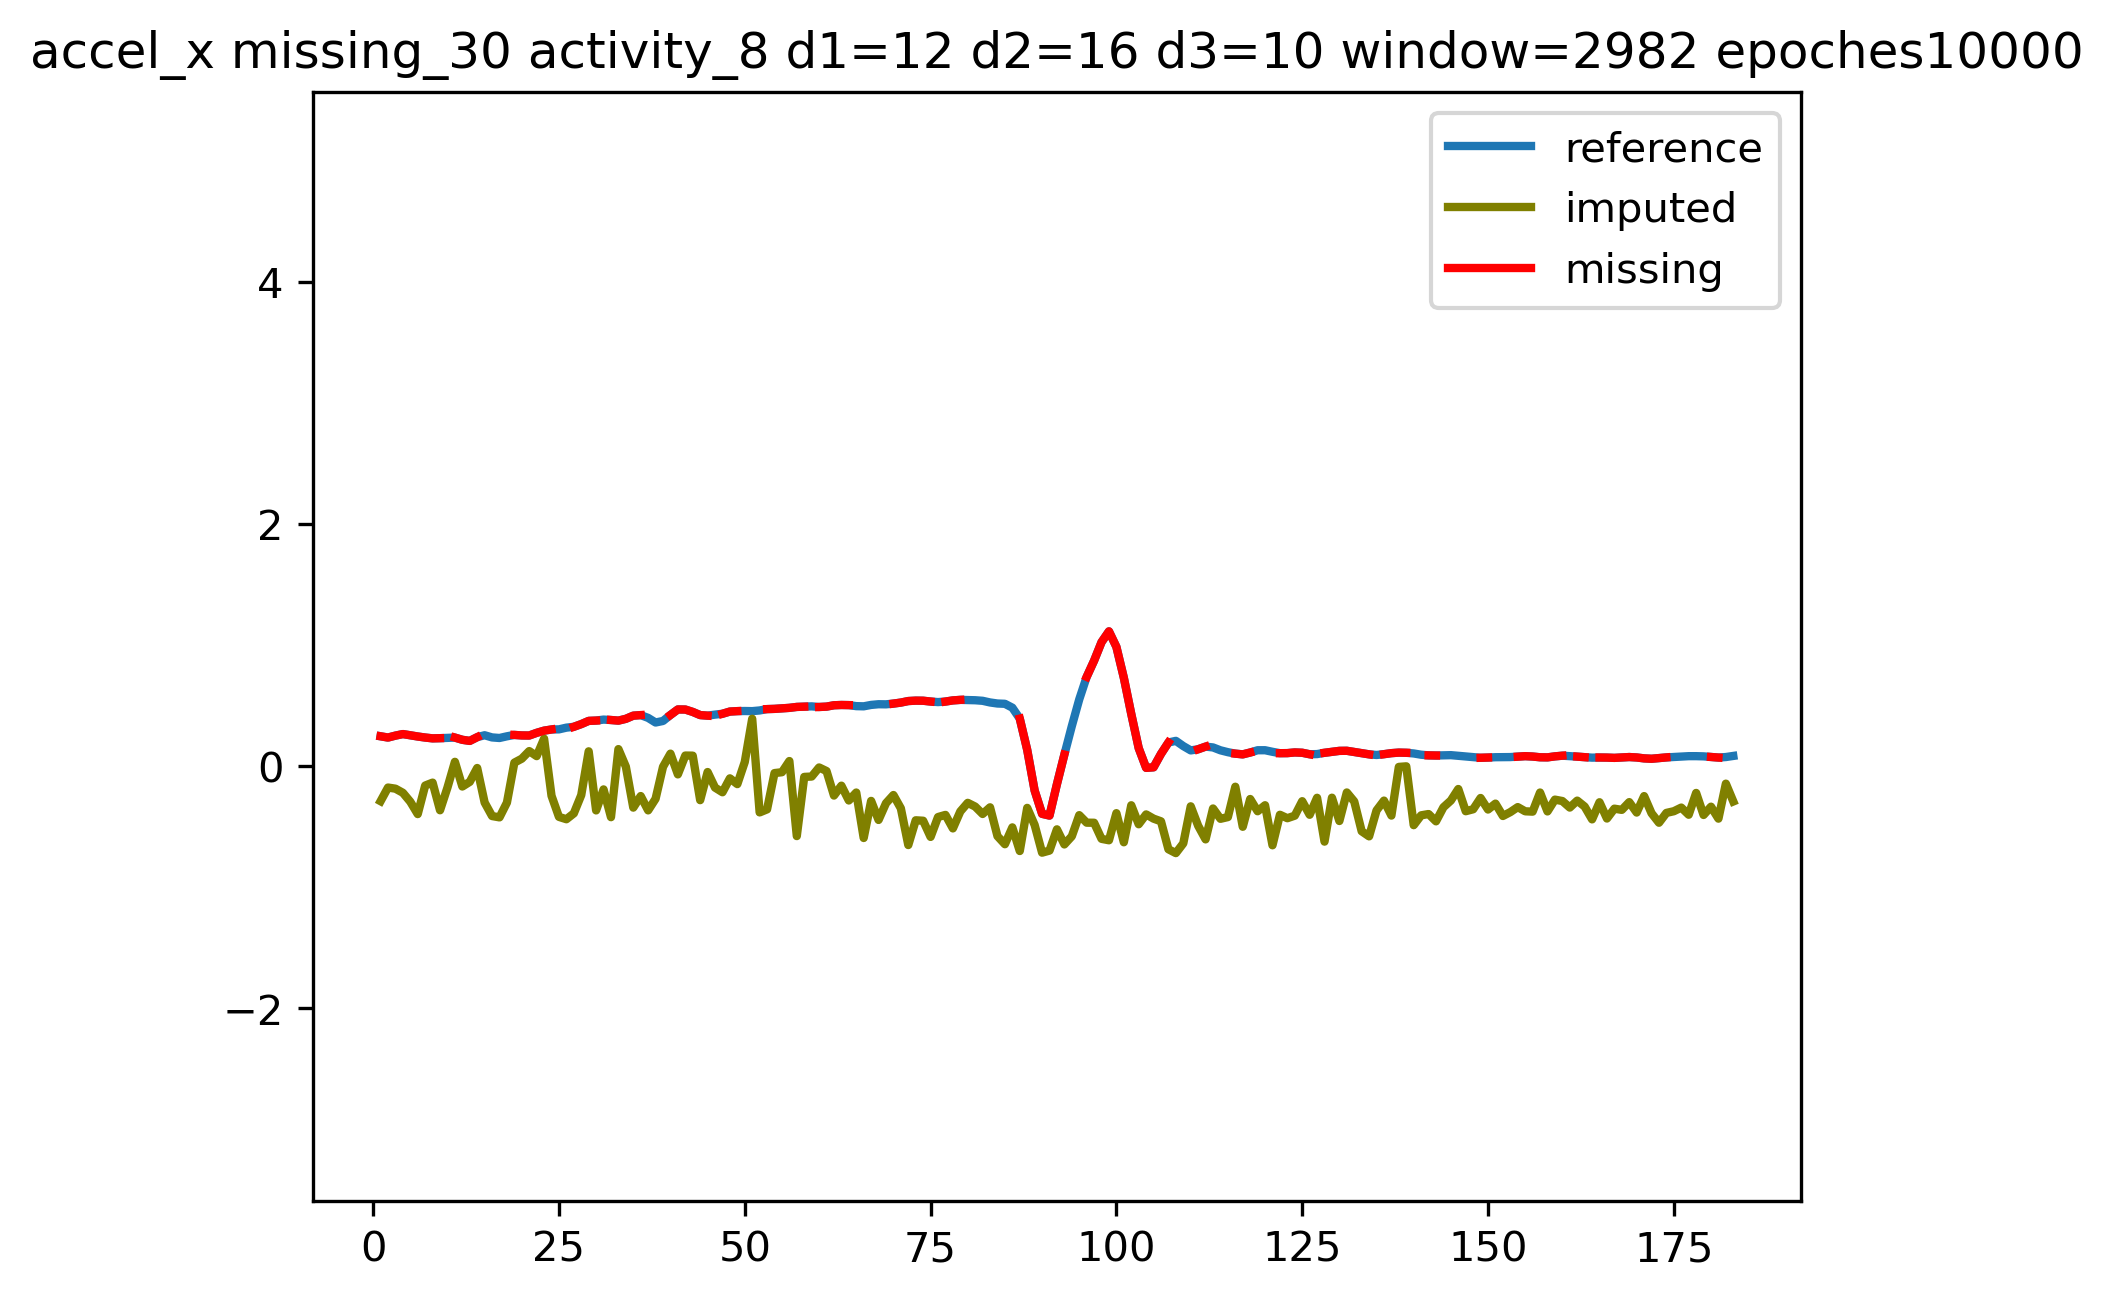 accel_x missing_30 activity_8 d1=12 d2=16 d3=10 window=2982 epoches10000
reference
imputed
missing
4
2
0
−2
0 25 50 75 100 125 150 175